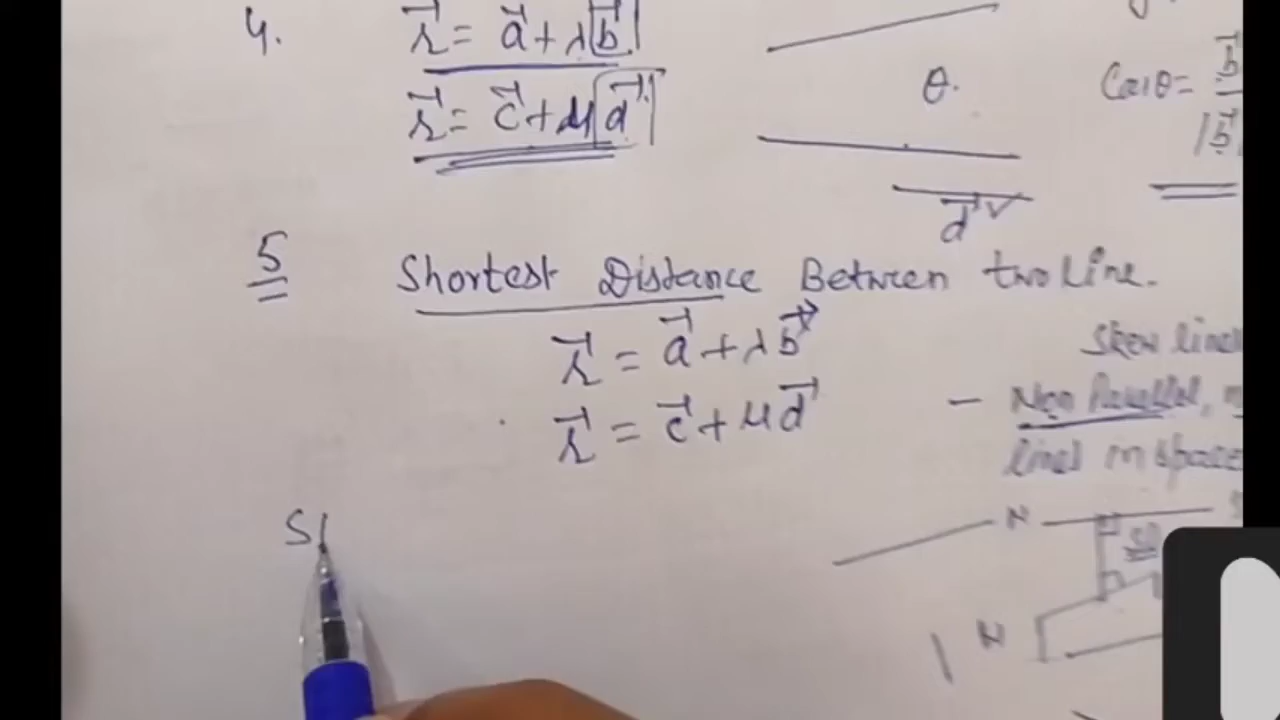 4. r⃗ = a⃗ + λb⃗
r⃗ = c⃗ + μd⃗
θ.
Cosθ = b⃗
|b⃗|
d⃗ ✓
5 Shortest Distance Between two Line.
r⃗ = a⃗ + λb⃗
r⃗ = c⃗ + μd⃗
Skew lines
- Non Parallel,
lines in space
SD
S